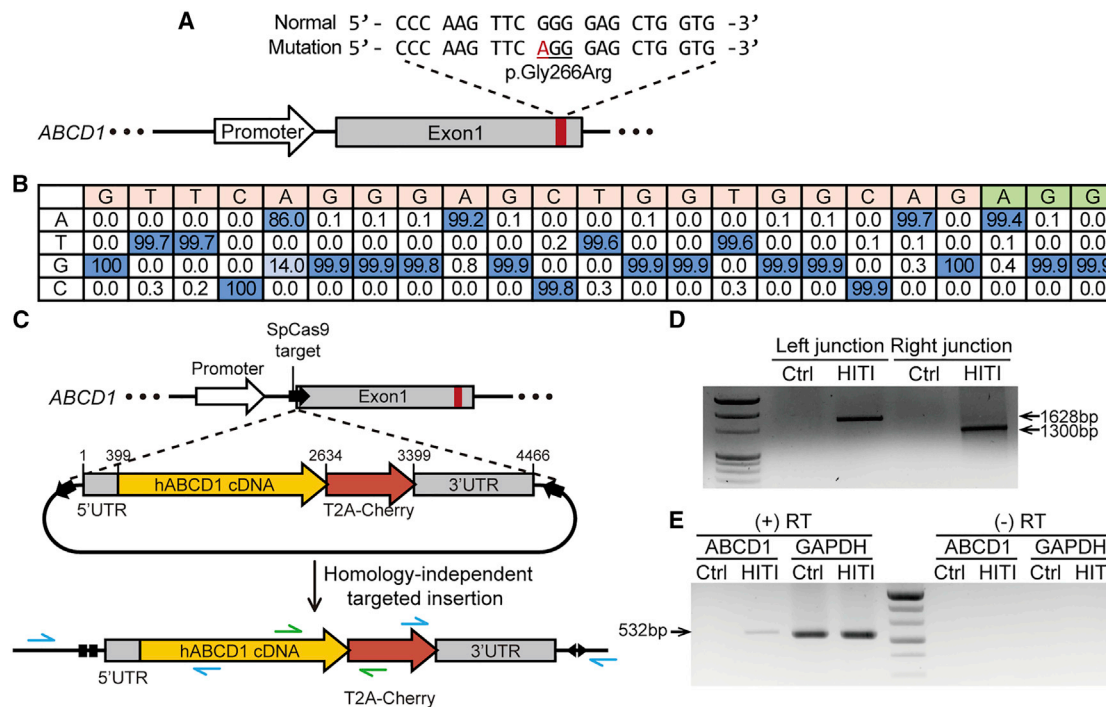 A
Normal 5’- CCC AAG TTC GGG GAG CTG GTG -3’
Mutation 5’- CCC AAG TTC AGG GAG CTG GTG -3’
p.Gly266Arg
ABCD1 ••• Promoter Exon1 •••
B
G T T C A G G G A G C T G G T G G C A G A G G
A 0.0 0.0 0.0 0.0 86.0 0.1 0.1 0.1 99.2 0.1 0.0 0.0 0.1 0.1 0.0 0.1 0.1 0.0 99.7 0.0 99.4 0.1 0.0
T 0.0 99.7 99.7 0.0 0.0 0.0 0.0 0.0 0.0 0.0 0.2 99.6 0.0 0.0 99.6 0.0 0.0 0.1 0.1 0.0 0.1 0.0 0.0
G 100 0.0 0.0 0.0 14.0 99.9 99.9 99.8 0.8 99.9 0.0 0.0 99.9 99.9 0.0 99.9 99.9 0.0 0.3 100 0.4 99.9 99.9
C 0.0 0.3 0.2 100 0.0 0.0 0.0 0.0 0.0 0.0 99.8 0.3 0.0 0.0 0.3 0.0 0.0 99.9 0.0 0.0 0.0 0.0 0.0
C
SpCas9
target
Promoter
ABCD1 ••• Exon1 •••
1 399 2634 3399 4466
hABCD1 cDNA 3’UTR
5’UTR T2A-Cherry
Homology-independent
targeted insertion
hABCD1 cDNA 3’UTR
5’UTR
T2A-Cherry
D
Left junction Right junction
Ctrl HITI Ctrl HITI
1628bp
1300bp
E
(+) RT (-) RT
ABCD1 GAPDH ABCD1 GAPDH
Ctrl HITI Ctrl HITI Ctrl HITI Ctrl HITI
532bp